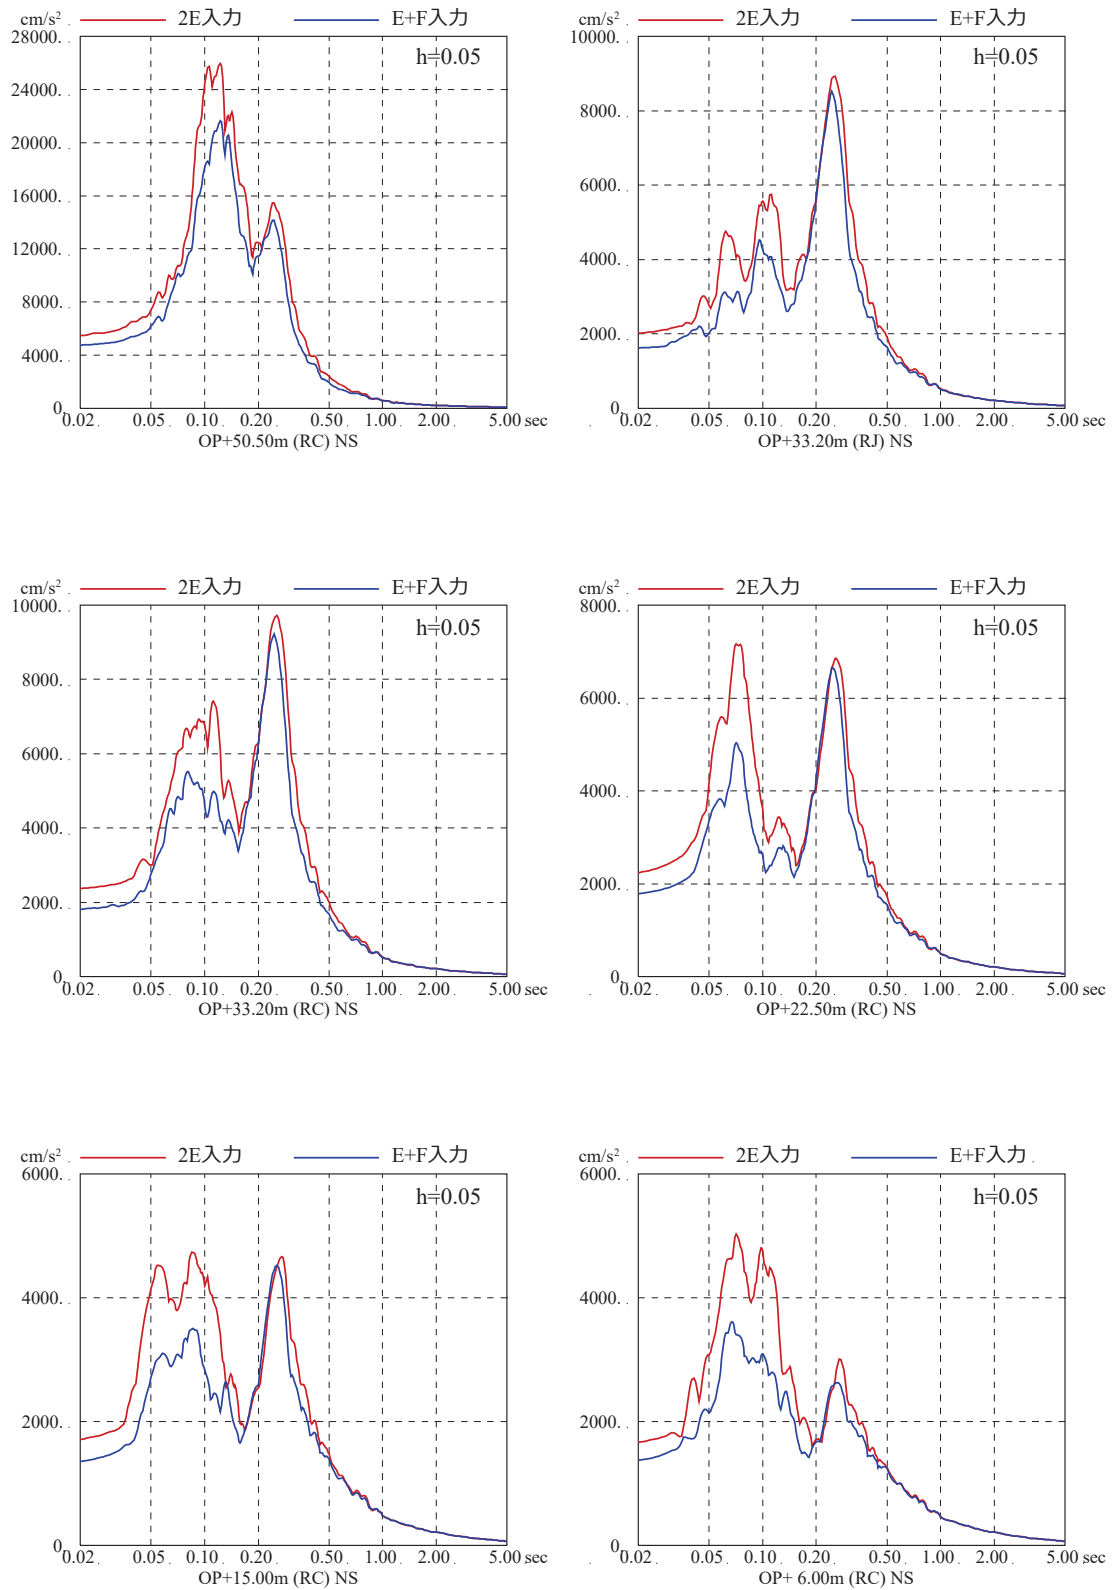 cm/s² 2E入力 E+F入力
28000.
h=0.05
24000.
20000.
16000.
12000.
8000.
4000.
0.
0.02 0.05 0.10 0.20 0.50 1.00 2.00 5.00 sec
OP+50.50m (RC) NS
cm/s² 2E入力 E+F入力
10000.
h=0.05
8000.
6000.
4000.
2000.
0.
0.02 0.05 0.10 0.20 0.50 1.00 2.00 5.00 sec
OP+33.20m (RJ) NS
cm/s² 2E入力 E+F入力
10000.
h=0.05
8000.
6000.
4000.
2000.
0.
0.02 0.05 0.10 0.20 0.50 1.00 2.00 5.00 sec
OP+33.20m (RC) NS
cm/s² 2E入力 E+F入力
8000.
h=0.05
6000.
4000.
2000.
0.
0.02 0.05 0.10 0.20 0.50 1.00 2.00 5.00 sec
OP+22.50m (RC) NS
cm/s² 2E入力 E+F入力
6000.
h=0.05
4000.
2000.
0.
0.02 0.05 0.10 0.20 0.50 1.00 2.00 5.00 sec
OP+15.00m (RC) NS
cm/s² 2E入力 E+F入力
6000.
h=0.05
4000.
2000.
0.
0.02 0.05 0.10 0.20 0.50 1.00 2.00 5.00 sec
OP+ 6.00m (RC) NS